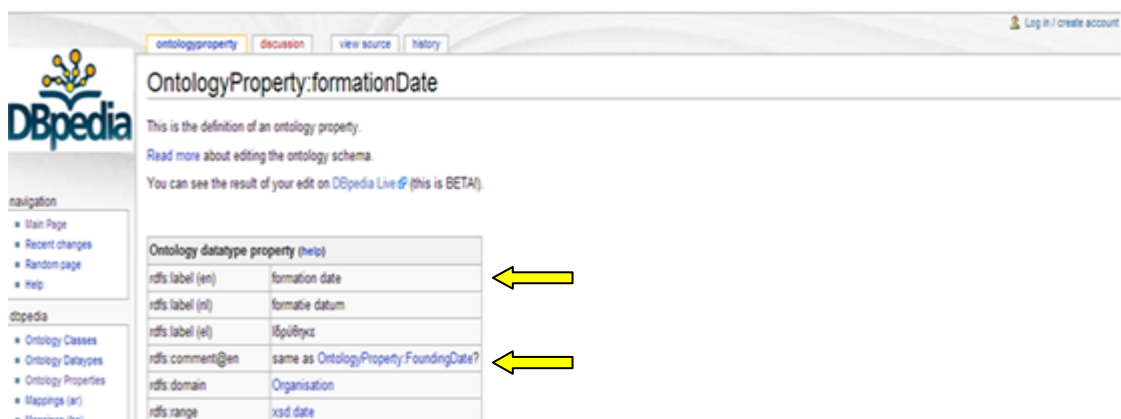 Log in / create account
ontologyproperty discussion view source history
DBpedia
OntologyProperty:formationDate
This is the definition of an ontology property.
Read more about editing the ontology schema.
You can see the result of your edit on DBpedia Live (this is BETA!).
navigation
Main Page
Recent changes
Random page
Help
dbpedia
Ontology Classes
Ontology Datatypes
Ontology Properties
Mappings (ar)
Ontology datatype property (help)
rdfs:label (en) formation date
rdfs:label (nl) formatie datum
rdfs:label (el) Ιδρύθηκε
rdfs:comment@en same as OntologyProperty:FoundingDate?
rdfs:domain Organisation
rdfs:range xsd:date